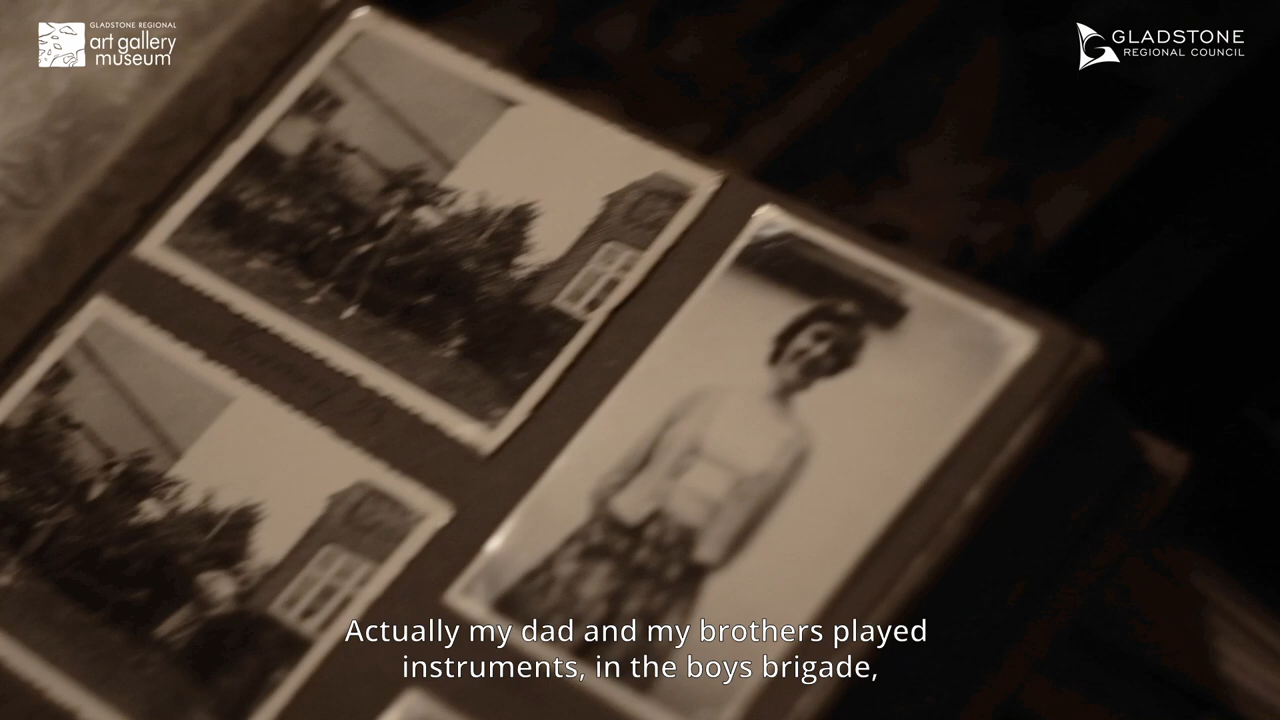 GLADSTONE REGIONAL
art gallery
museum
GLADSTONE
REGIONAL COUNCIL
Actually my dad and my brothers played
instruments, in the boys brigade,